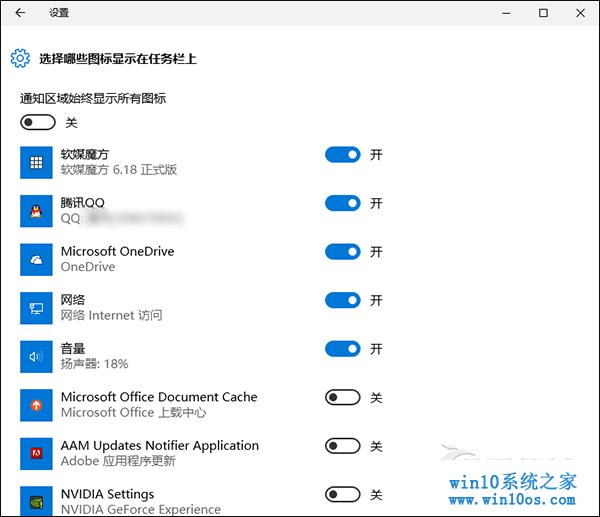 设置
选择哪些图标显示在任务栏上
通知区域始终显示所有图标
关
软媒魔方
软媒魔方 6.18 正式版
开
腾讯QQ
QQ:
开
Microsoft OneDrive
OneDrive
开
网络
网络 Internet 访问
开
音量
扬声器: 18%
开
Microsoft Office Document Cache
Microsoft Office 上载中心
关
AAM Updates Notifier Application
Adobe 应用程序更新
关
NVIDIA Settings
NVIDIA GeForce Experience
关
win10系统之家
www.win10os.com